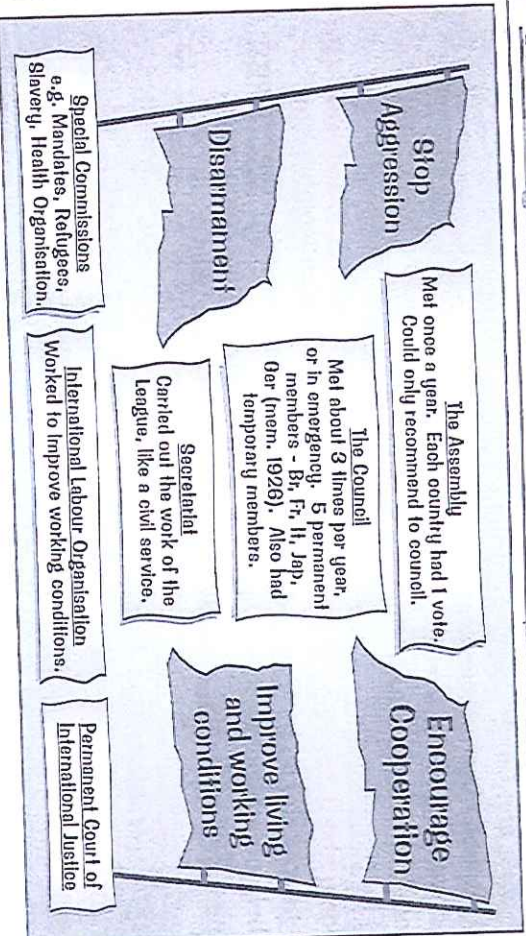 Stop
Aggression
Disarmament
The Assembly
Met once a year. Each country had 1 vote.
Could only recommend to council.
The Council
Met about 3 times per year,
or in emergency. 5 permanent
members - Br, Fr, It, Jap,
Ger (mem. 1926). Also had
temporary members.
Secretariat
Carried out the work of the
League, like a civil service.
Encourage
Cooperation
Improve living
and working
conditions
Special Commissions
e.g. Mandates, Refugees,
Slavery, Health Organisation.
International Labour Organisation
Worked to improve working conditions.
Permanent Court of
International Justice